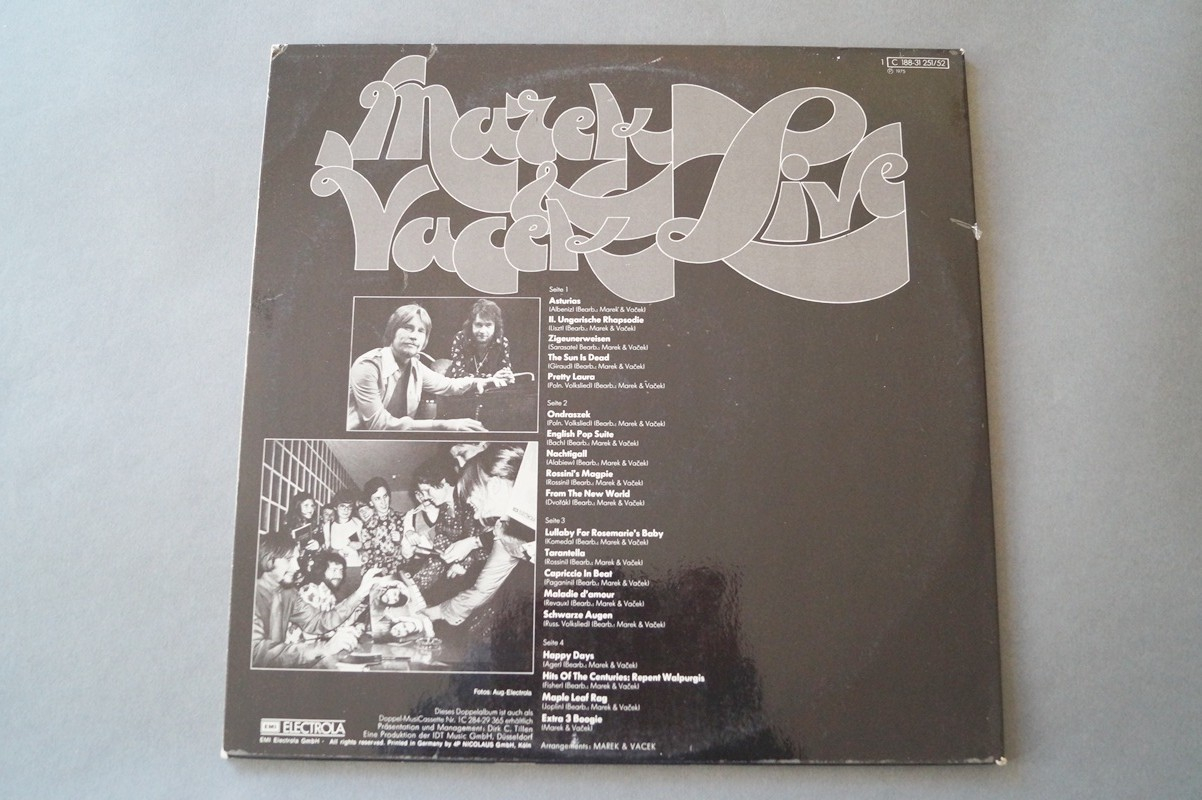 1 C 188-31 251/52
℗ 1975
Marek
&
Vacek
Live
Seite 1
Asturias
(Albeniz) (Bearb.: Marek & Vaček)
II. Ungarische Rhapsodie
(Liszt) (Bearb.: Marek & Vaček)
Zigeunerweisen
(Sarasate) Bearb.: Marek & Vaček)
The Sun Is Dead
(Giraud) (Bearb.: Marek & Vaček)
Pretty Laura
(Poln. Volkslied) (Bearb.: Marek & Vaček)
Seite 2
Ondraszek
(Poln. Volkslied) (Bearb.: Marek & Vaček)
English Pop Suite
(Bach) (Bearb.: Marek & Vaček)
Nachtigall
(Alabiew) (Bearb.: Marek & Vaček)
Rossini's Magpie
(Rossini) (Bearb.: Marek & Vaček)
From The New World
(Dvořák) (Bearb.: Marek & Vaček)
Seite 3
Lullaby For Rosemarie's Baby
(Komeda) (Bearb.: Marek & Vaček)
Tarantella
(Rossini) (Bearb.: Marek & Vaček)
Capriccio In Beat
(Paganini) (Bearb.: Marek & Vaček)
Maladie d'amour
(Revaux) (Bearb.: Marek & Vaček)
Schwarze Augen
(Russ. Volkslied) (Bearb.: Marek & Vaček)
Seite 4
Happy Days
(Ager) (Bearb.: Marek & Vaček)
Hits Of The Centuries: Repent Walpurgis
(Fisher) (Bearb.: Marek & Vaček)
Maple Leaf Rag
(Joplin) (Bearb.: Marek & Vaček)
Extra 3 Boogie
(Marek & Vaček)
Arrangements: MAREK & VACEK
Fotos: Aug-Electrola
Dieses Doppelalbum ist auch als
Doppel-MusiCassette Nr. 1C 284-29 365 erhältlich
Präsentation und Management: Dirk C. Tillen
Eine Produktion der IDT Music GmbH, Düsseldorf
EMI ELECTROLA
EMI Electrola GmbH · All rights reserved. Printed in Germany by 4P NICOLAUS GmbH, Köln